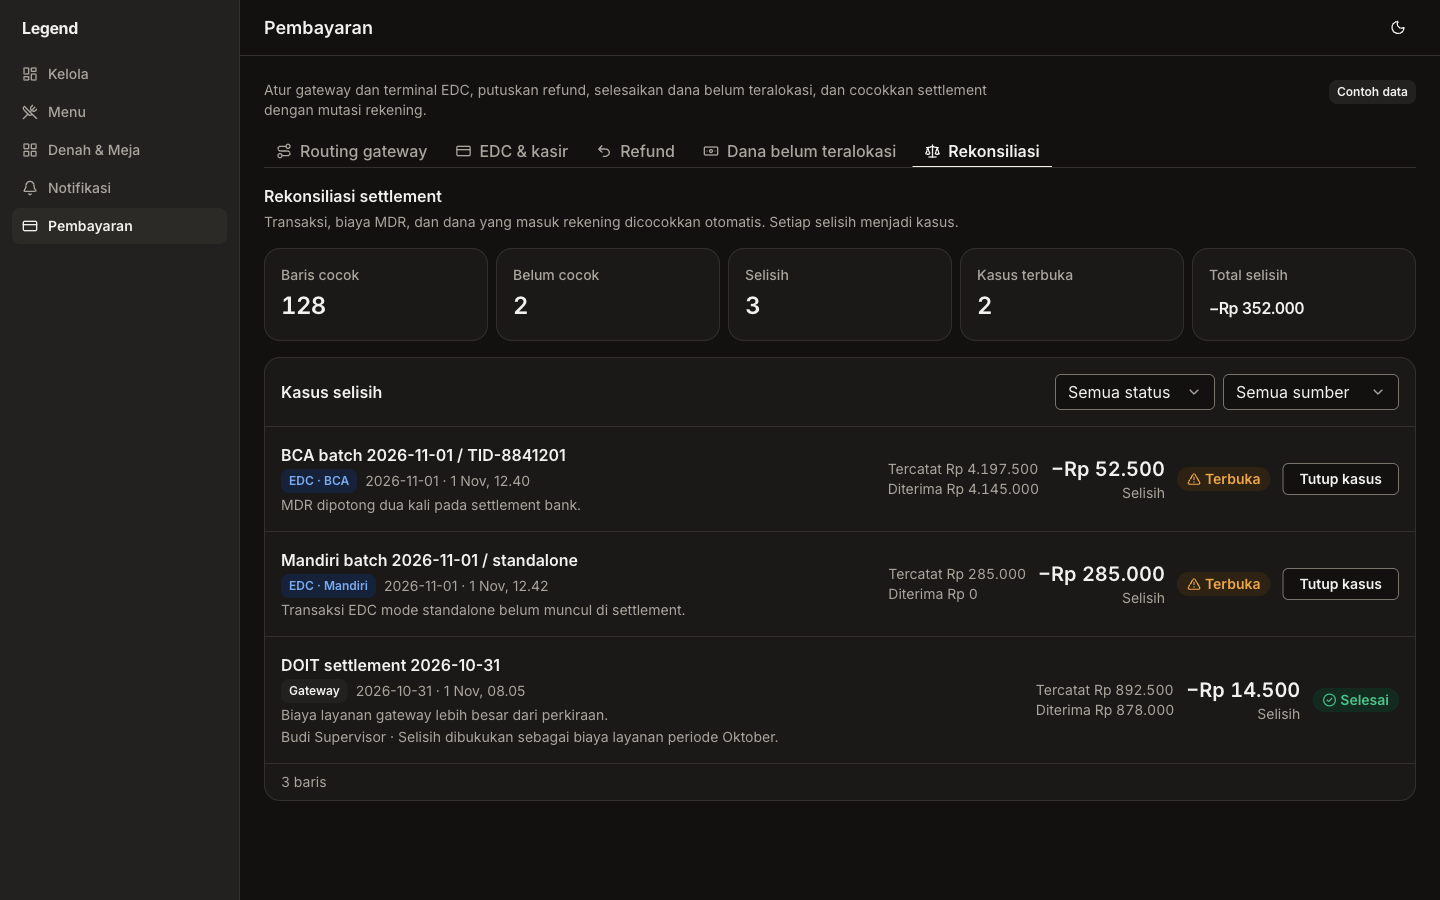 Legend
Kelola
Menu
Denah & Meja
Notifikasi
Pembayaran
Pembayaran
Atur gateway dan terminal EDC, putuskan refund, selesaikan dana belum teralokasi, dan cocokkan settlement
dengan mutasi rekening.
Contoh data
Routing gateway
EDC & kasir
Refund
Dana belum teralokasi
Rekonsiliasi
Rekonsiliasi settlement
Transaksi, biaya MDR, dan dana yang masuk rekening dicocokkan otomatis. Setiap selisih menjadi kasus.
Baris cocok
128
Belum cocok
2
Selisih
3
Kasus terbuka
2
Total selisih
−Rp 352.000
Kasus selisih
Semua status
Semua sumber
BCA batch 2026-11-01 / TID-8841201
EDC · BCA 2026-11-01 · 1 Nov, 12.40
MDR dipotong dua kali pada settlement bank.
Tercatat Rp 4.197.500
Diterima Rp 4.145.000
−Rp 52.500
Selisih
Terbuka
Tutup kasus
Mandiri batch 2026-11-01 / standalone
EDC · Mandiri 2026-11-01 · 1 Nov, 12.42
Transaksi EDC mode standalone belum muncul di settlement.
Tercatat Rp 285.000
Diterima Rp 0
−Rp 285.000
Selisih
Terbuka
Tutup kasus
DOIT settlement 2026-10-31
Gateway 2026-10-31 · 1 Nov, 08.05
Biaya layanan gateway lebih besar dari perkiraan.
Budi Supervisor · Selisih dibukukan sebagai biaya layanan periode Oktober.
Tercatat Rp 892.500
Diterima Rp 878.000
−Rp 14.500
Selisih
Selesai
3 baris